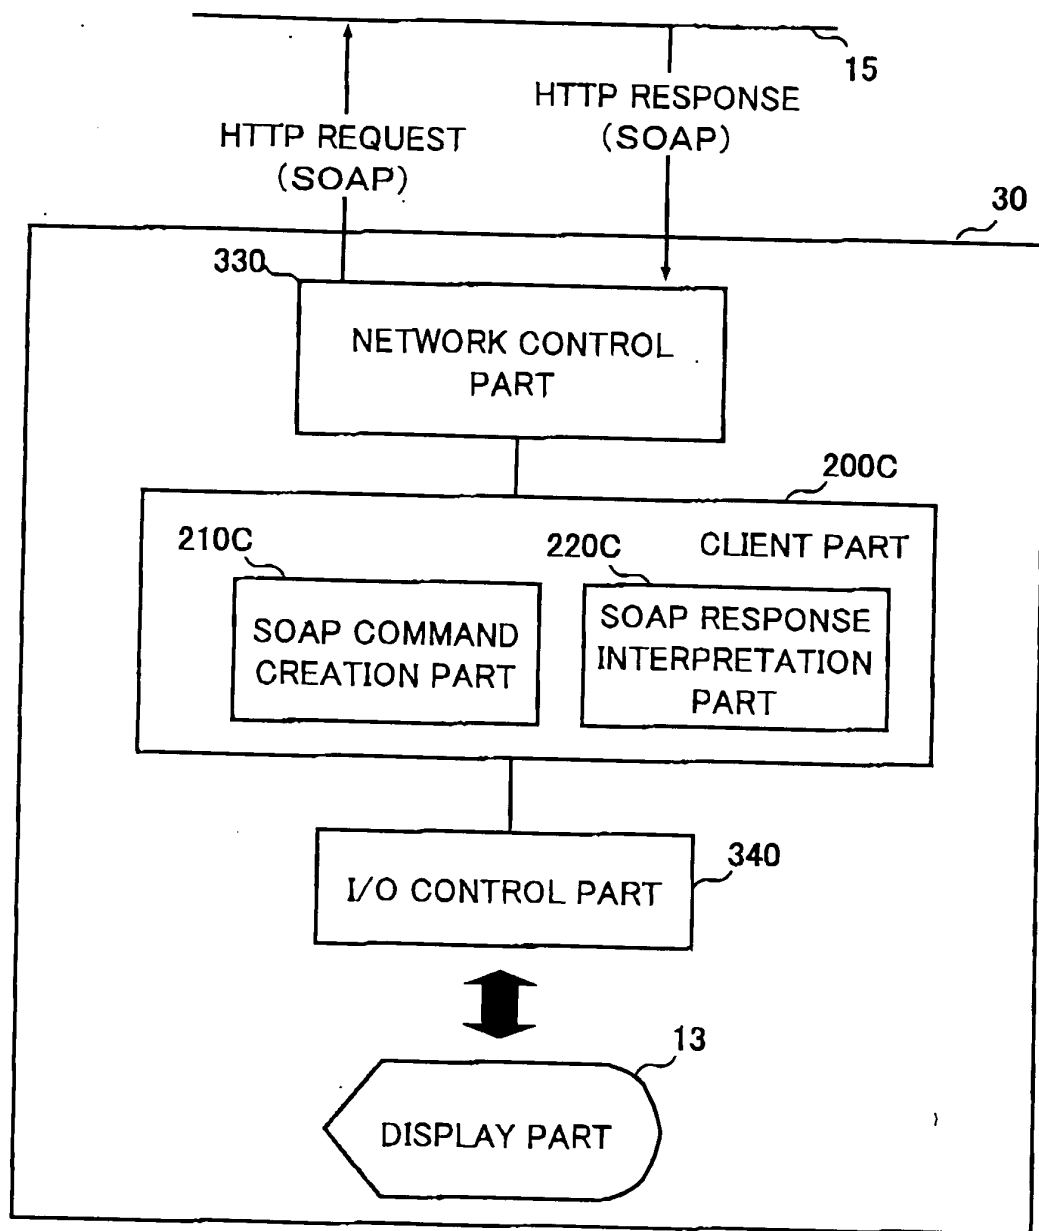 15
HTTP RESPONSE
(SOAP)
HTTP REQUEST
(SOAP)
30
330
NETWORK CONTROL
PART
200C
CLIENT PART
210C
220C
SOAP COMMAND
CREATION PART
SOAP RESPONSE
INTERPRETATION
PART
340
I/O CONTROL PART
13
DISPLAY PART